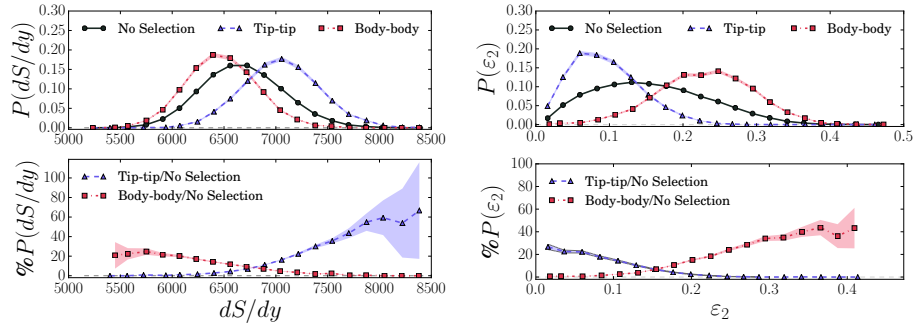 0.30
0.25
0.20
0.15
0.10
0.05
0.00
P(dS/dy)
No Selection
Tip-tip
Body-body
5000 5500 6000 6500 7000 7500 8000 8500
0.30
0.25
0.20
0.15
0.10
0.05
0.00
P(ε₂)
No Selection
Tip-tip
Body-body
0.0 0.1 0.2 0.3 0.4 0.5
100
80
60
40
20
0
%P(dS/dy)
Tip-tip/No Selection
Body-body/No Selection
5000 5500 6000 6500 7000 7500 8000 8500
dS/dy
100
80
60
40
20
0
%P(ε₂)
Tip-tip/No Selection
Body-body/No Selection
0.0 0.1 0.2 0.3 0.4
ε₂